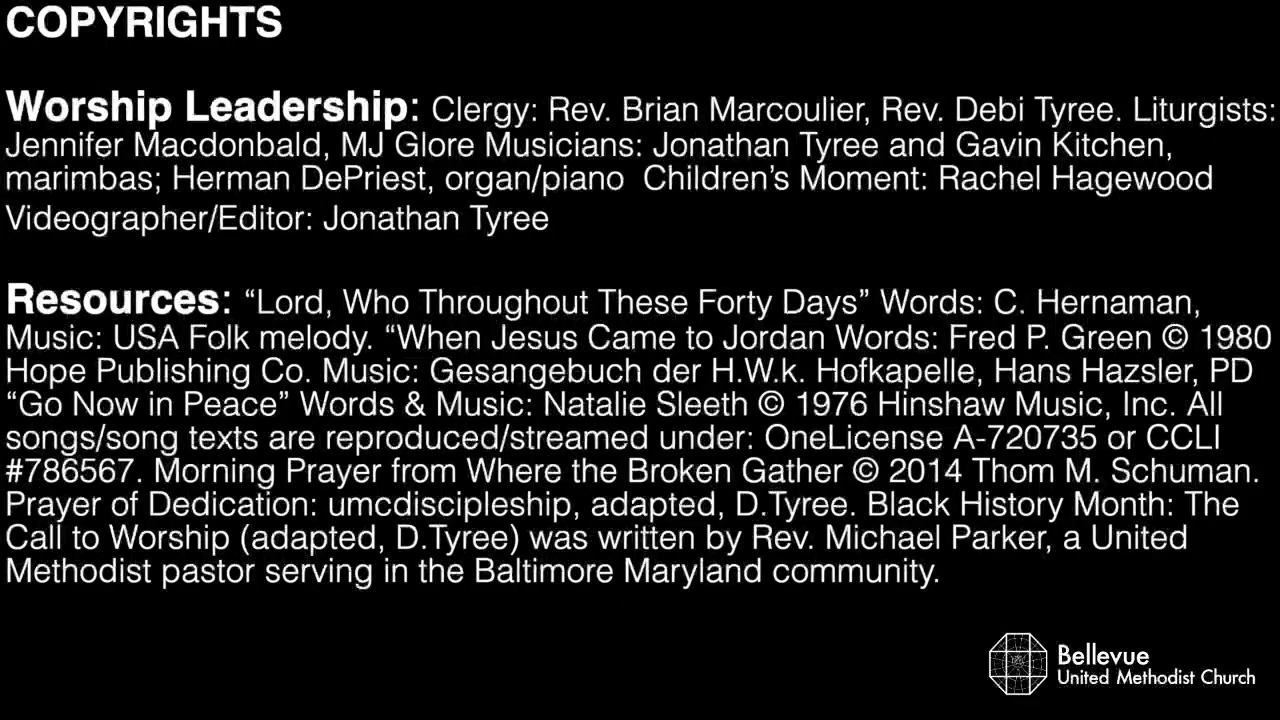 COPYRIGHTS
Worship Leadership: Clergy: Rev. Brian Marcoulier, Rev. Debi Tyree. Liturgists:
Jennifer Macdonbald, MJ Glore Musicians: Jonathan Tyree and Gavin Kitchen,
marimbas; Herman DePriest, organ/piano  Children’s Moment: Rachel Hagewood
Videographer/Editor: Jonathan Tyree
Resources: “Lord, Who Throughout These Forty Days” Words: C. Hernaman,
Music: USA Folk melody. “When Jesus Came to Jordan Words: Fred P. Green © 1980
Hope Publishing Co. Music: Gesangebuch der H.W.k. Hofkapelle, Hans Hazsler, PD
“Go Now in Peace” Words & Music: Natalie Sleeth © 1976 Hinshaw Music, Inc. All
songs/song texts are reproduced/streamed under: OneLicense A-720735 or CCLI
#786567. Morning Prayer from Where the Broken Gather © 2014 Thom M. Schuman.
Prayer of Dedication: umcdiscipleship, adapted, D.Tyree. Black History Month: The
Call to Worship (adapted, D.Tyree) was written by Rev. Michael Parker, a United
Methodist pastor serving in the Baltimore Maryland community.
Bellevue
United Methodist Church